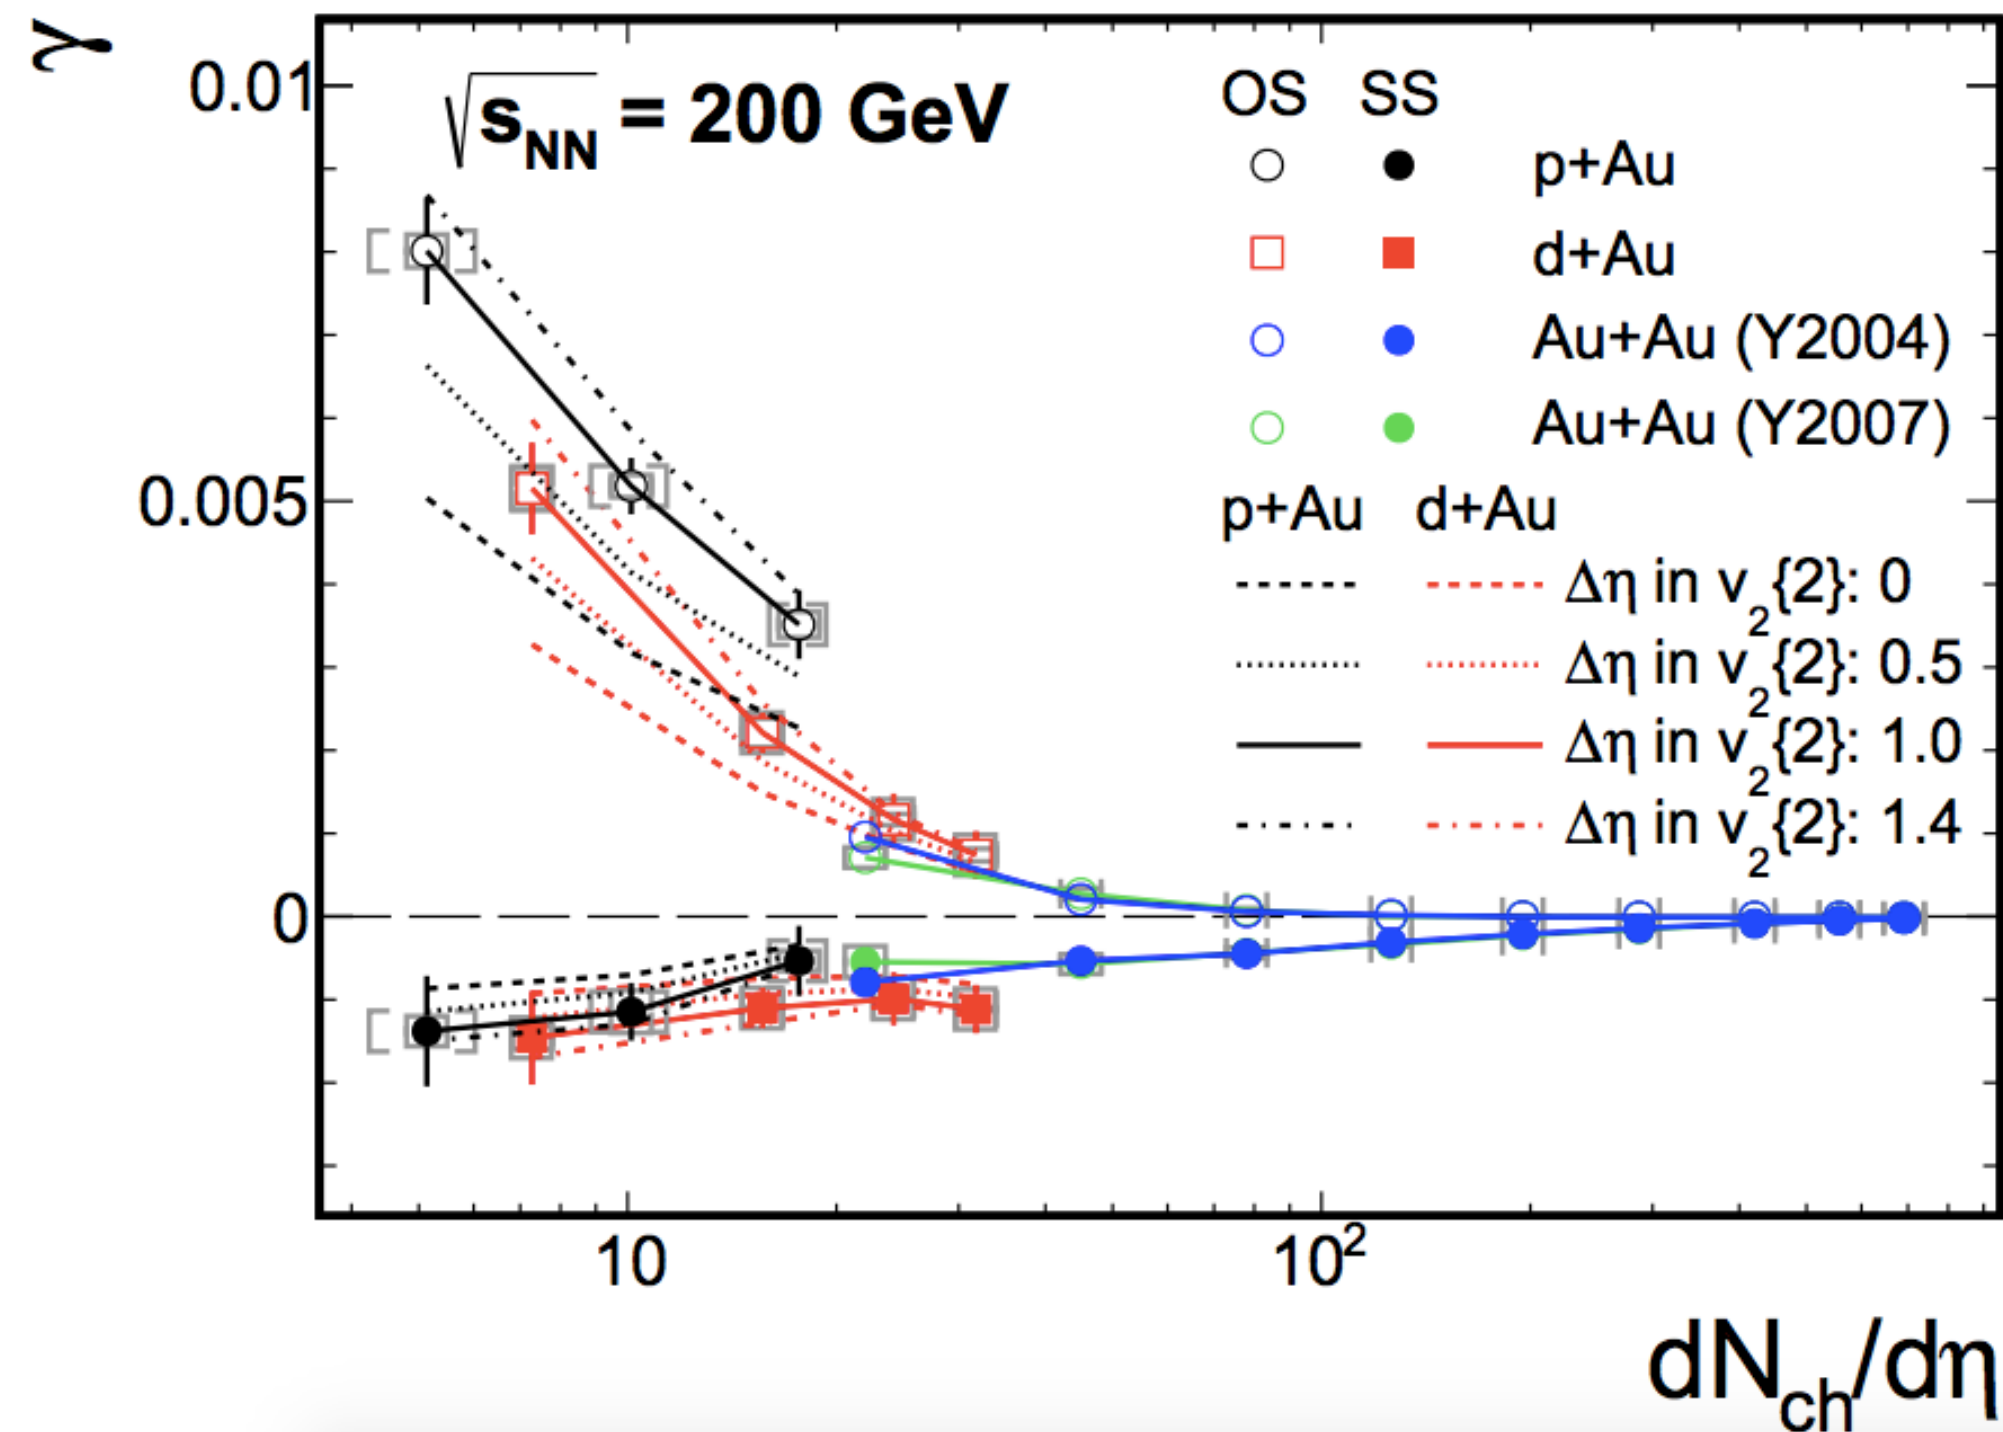 γ
0.01
0.005
0
√s_NN = 200 GeV
OS SS
p+Au
d+Au
Au+Au (Y2004)
Au+Au (Y2007)
p+Au d+Au
Δη in v₂{2}: 0
Δη in v₂{2}: 0.5
Δη in v₂{2}: 1.0
Δη in v₂{2}: 1.4
10 10²
dN_ch/dη